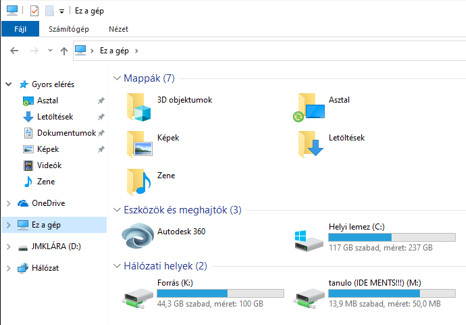 Ez a gép
Fájl
Számítógép
Nézet
Ez a gép
Gyors elérés
Asztal
Letöltések
Dokumentumok
Képek
Videók
Zene
OneDrive
Ez a gép
JMKLÁRA (D:)
Hálózat
Mappák (7)
3D objektumok
Asztal
Képek
Letöltések
Zene
Eszközök és meghajtók (3)
Autodesk 360
Helyi lemez (C:)
117 GB szabad, méret: 237 GB
Hálózati helyek (2)
Forrás (K:)
44,3 GB szabad, méret: 100 GB
tanulo (IDE MENTS!!!) (M:)
13,9 MB szabad, méret: 50,0 MB